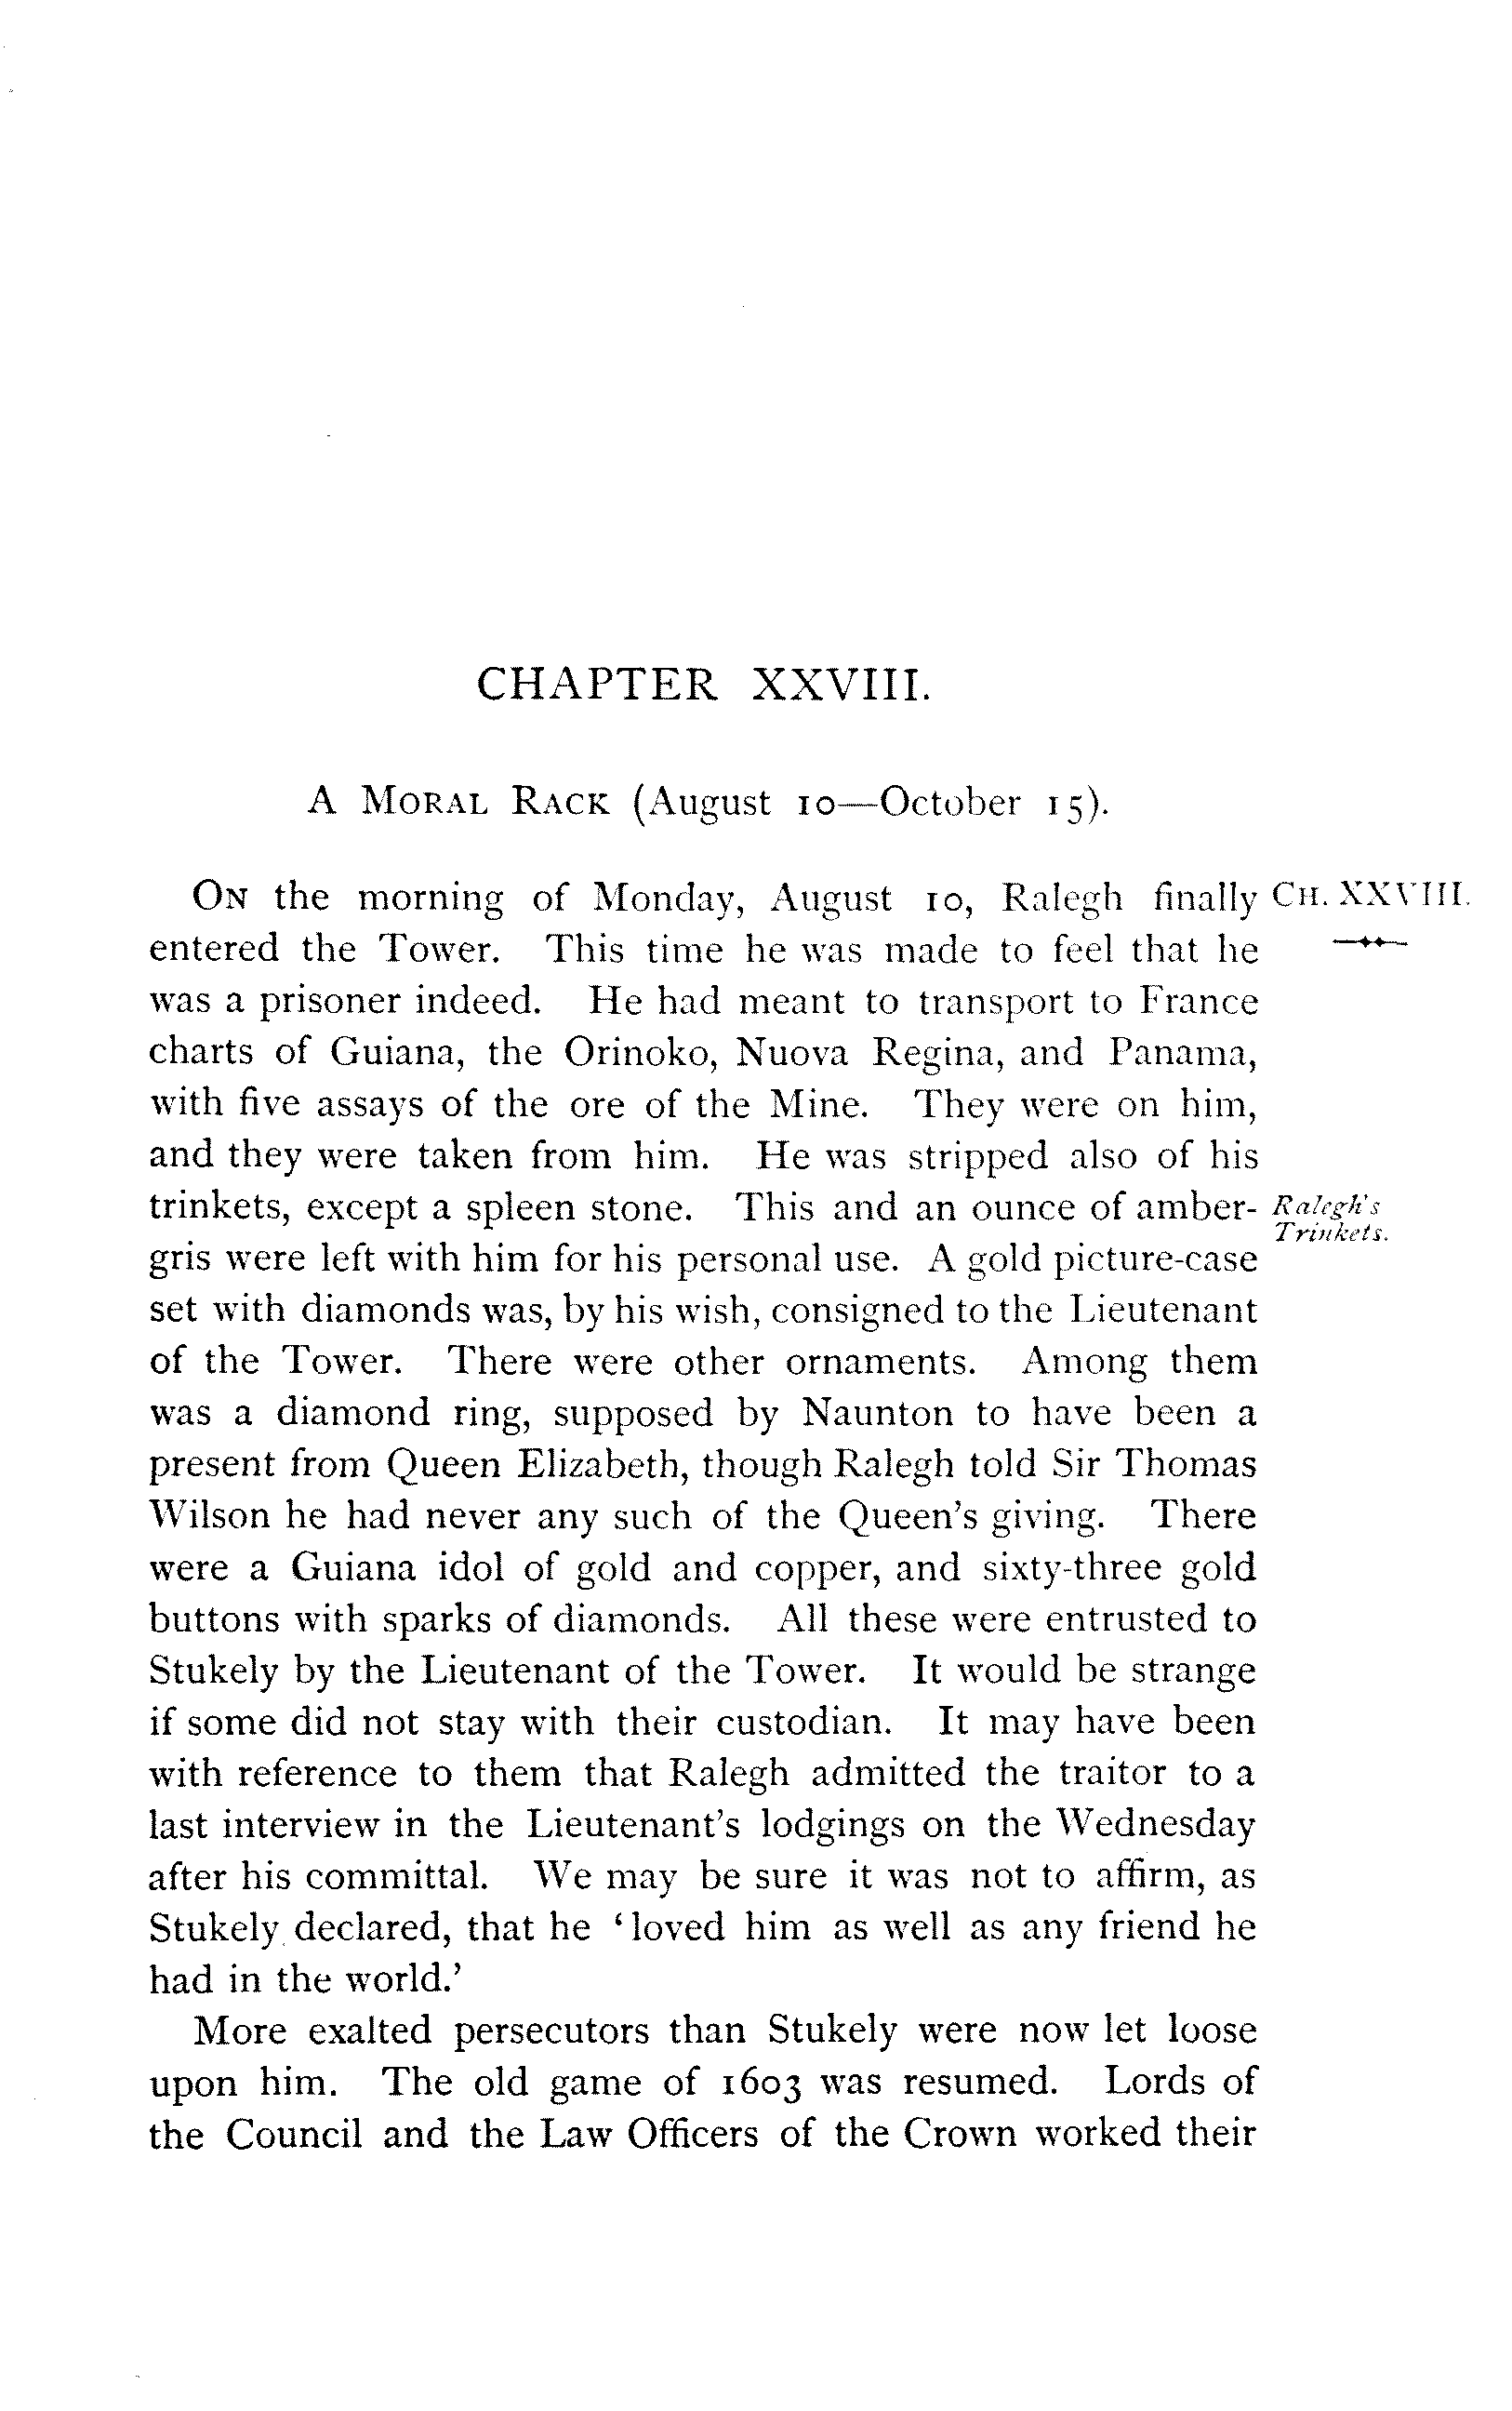 CHAPTER XXVIII.
A MORAL RACK (August 10—October 15).
ON the morning of Monday, August 10, Ralegh finally
CH. XXVIII.
entered the Tower. This time he was made to feel that he
was a prisoner indeed. He had meant to transport to France
charts of Guiana, the Orinoko, Nuova Regina, and Panama,
with five assays of the ore of the Mine. They were on him,
and they were taken from him. He was stripped also of his
trinkets, except a spleen stone. This and an ounce of amber-
Ralegh's
Trinkets.
gris were left with him for his personal use. A gold picture-case
set with diamonds was, by his wish, consigned to the Lieutenant
of the Tower. There were other ornaments. Among them
was a diamond ring, supposed by Naunton to have been a
present from Queen Elizabeth, though Ralegh told Sir Thomas
Wilson he had never any such of the Queen's giving. There
were a Guiana idol of gold and copper, and sixty-three gold
buttons with sparks of diamonds. All these were entrusted to
Stukely by the Lieutenant of the Tower. It would be strange
if some did not stay with their custodian. It may have been
with reference to them that Ralegh admitted the traitor to a
last interview in the Lieutenant's lodgings on the Wednesday
after his committal. We may be sure it was not to affirm, as
Stukely declared, that he 'loved him as well as any friend he
had in the world.'
More exalted persecutors than Stukely were now let loose
upon him. The old game of 1603 was resumed. Lords of
the Council and the Law Officers of the Crown worked their